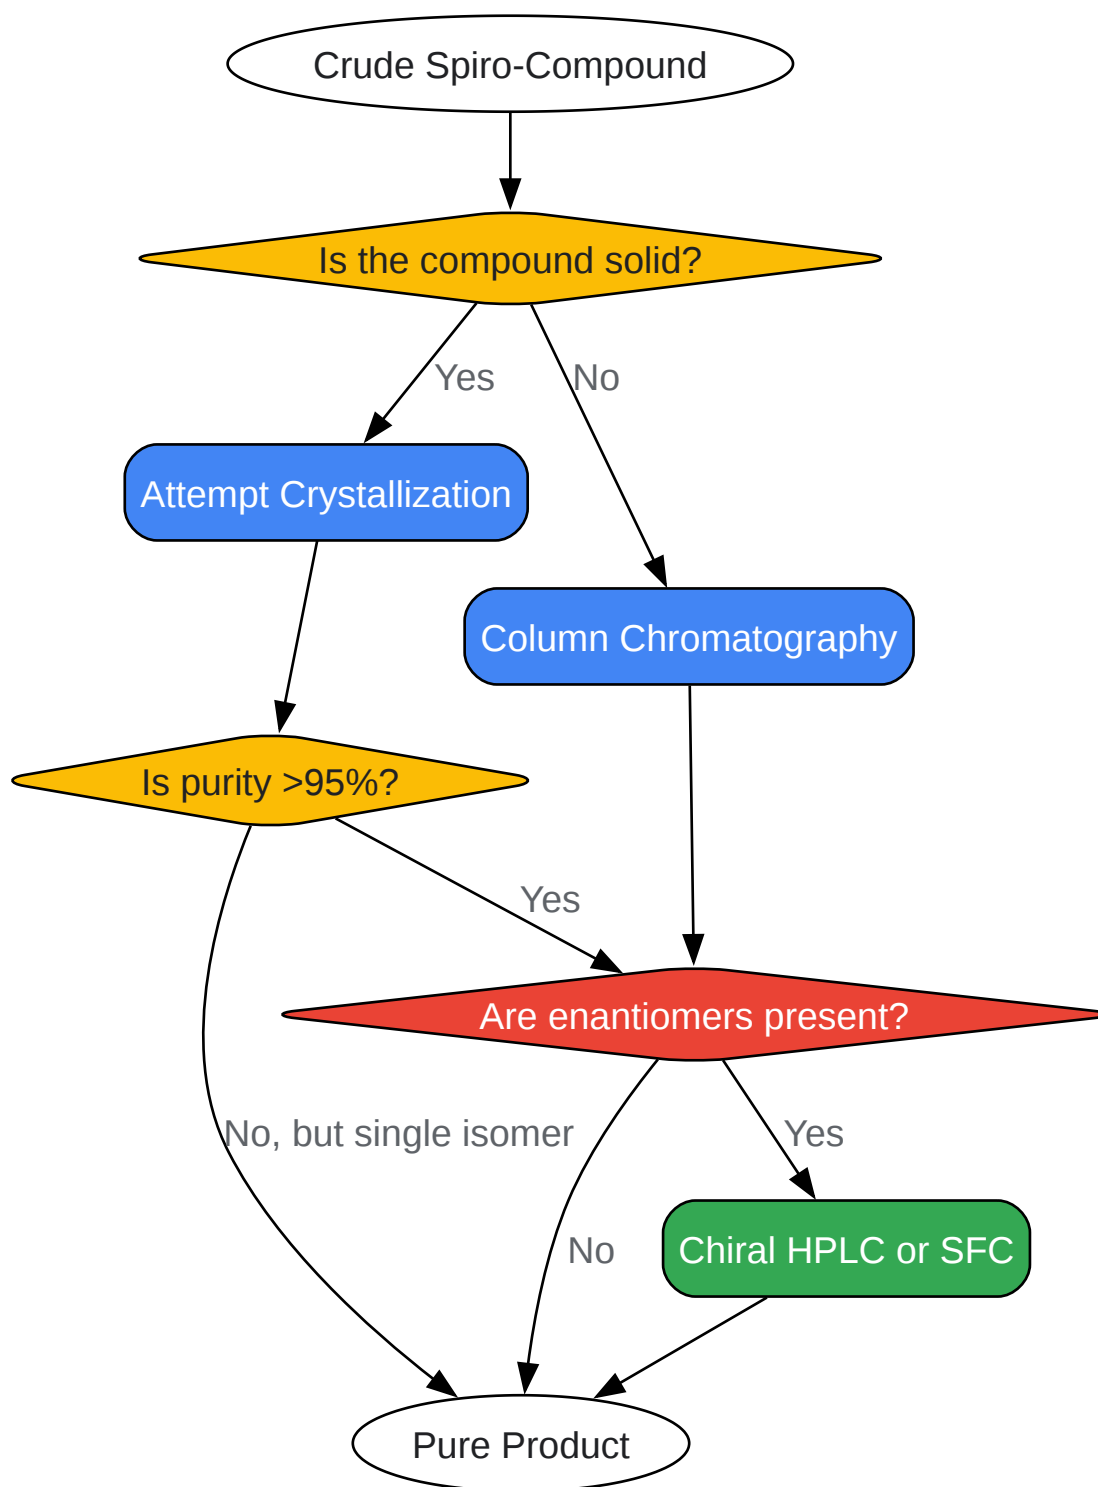 Crude Spiro-Compound
Is the compound solid?
Yes
No
Attempt Crystallization
Column Chromatography
Is purity >95%?
Yes
Are enantiomers present?
No, but single isomer
Yes
No
Chiral HPLC or SFC
Pure Product